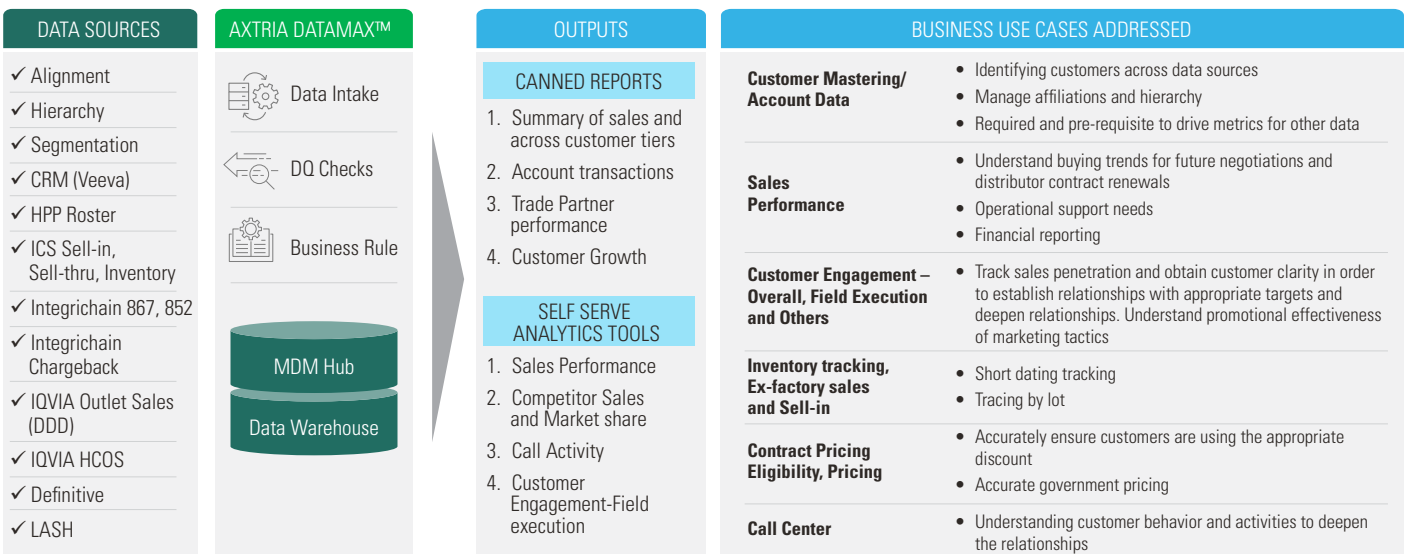 DATA SOURCES
✓ Alignment
✓ Hierarchy
✓ Segmentation
✓ CRM (Veeva)
✓ HPP Roster
✓ ICS Sell-in,
Sell-thru, Inventory
✓ Integrichain 867, 852
✓ Integrichain
Chargeback
✓ IQVIA Outlet Sales
(DDD)
✓ IQVIA HCOS
✓ Definitive
✓ LASH
AXTRIA DATAMAX™
Data Intake
DQ Checks
Business Rule
MDM Hub
Data Warehouse
OUTPUTS
CANNED REPORTS
1. Summary of sales and
across customer tiers
2. Account transactions
3. Trade Partner
performance
4. Customer Growth
SELF SERVE
ANALYTICS TOOLS
1. Sales Performance
2. Competitor Sales
and Market share
3. Call Activity
4. Customer
Engagement-Field
execution
BUSINESS USE CASES ADDRESSED
Customer Mastering/
Account Data
• Identifying customers across data sources
• Manage affiliations and hierarchy
• Required and pre-requisite to drive metrics for other data
Sales
Performance
• Understand buying trends for future negotiations and
distributor contract renewals
• Operational support needs
• Financial reporting
Customer Engagement –
Overall, Field Execution
and Others
• Track sales penetration and obtain customer clarity in order
to establish relationships with appropriate targets and
deepen relationships. Understand promotional effectiveness
of marketing tactics
Inventory tracking,
Ex-factory sales
and Sell-in
• Short dating tracking
• Tracing by lot
Contract Pricing
Eligibility, Pricing
• Accurately ensure customers are using the appropriate
discount
• Accurate government pricing
Call Center
• Understanding customer behavior and activities to deepen
the relationships